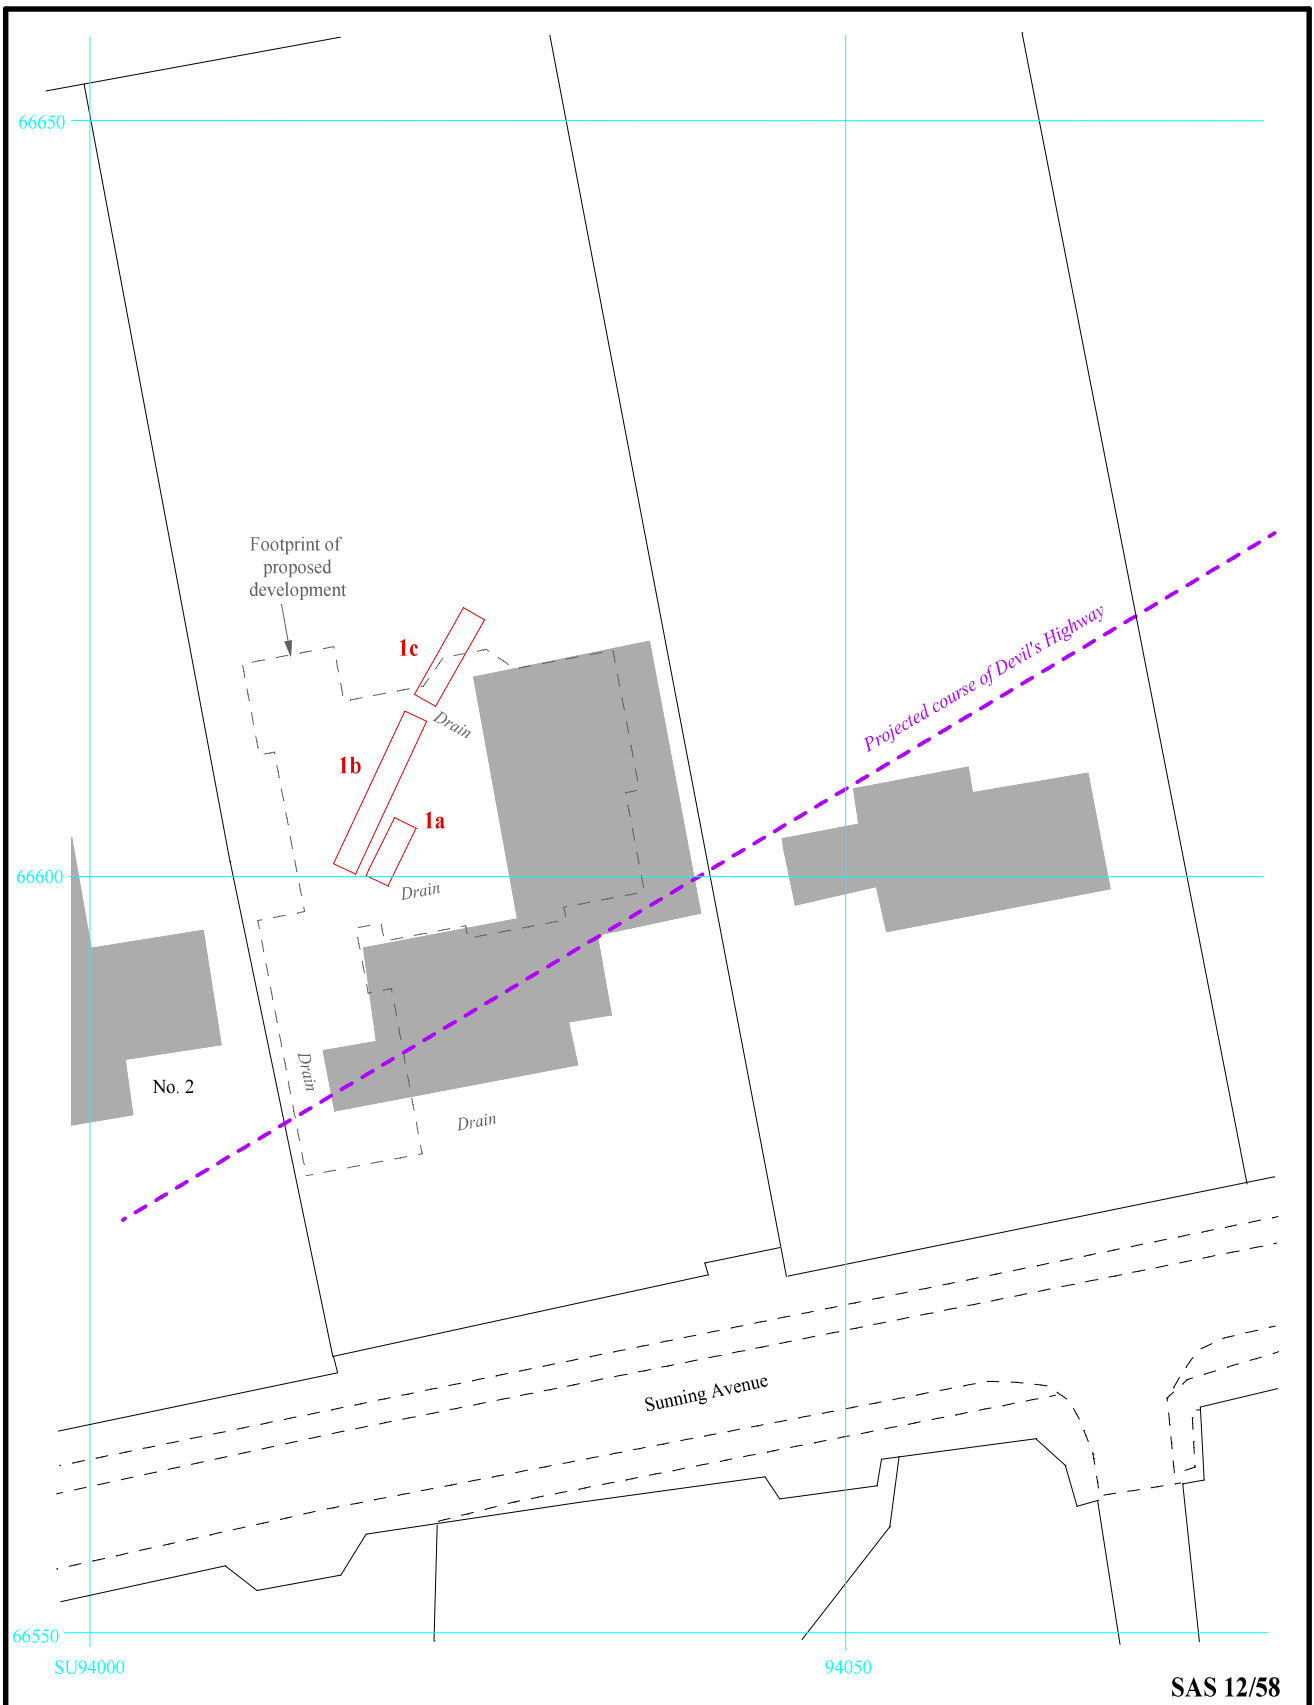 66650
Footprint of
proposed
development
1c
Projected course of Devil's Highway
Drain
1b
1a
66600
Drain
Drain
No. 2
Drain
Sunning Avenue
66550
SU94000
94050
SAS 12/58